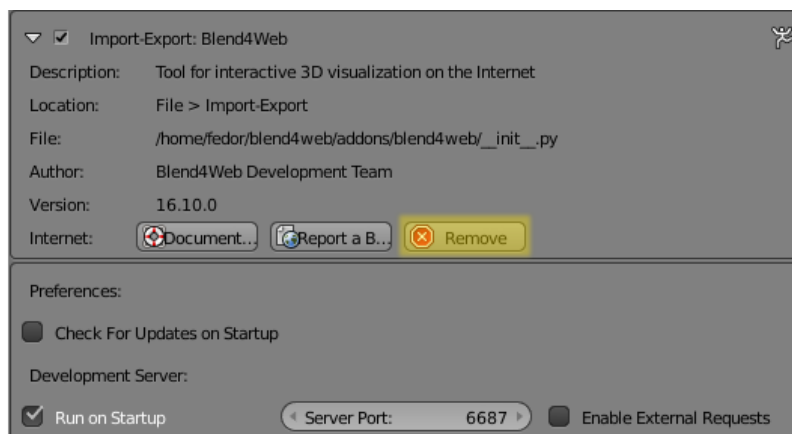 Import-Export: Blend4Web
Description: Tool for interactive 3D visualization on the Internet
Location: File > Import-Export
File: /home/fedor/blend4web/addons/blend4web/__init__.py
Author: Blend4Web Development Team
Version: 16.10.0
Internet: Document... Report a B... Remove
Preferences:
Check For Updates on Startup
Development Server:
Run on Startup Server Port: 6687 Enable External Requests